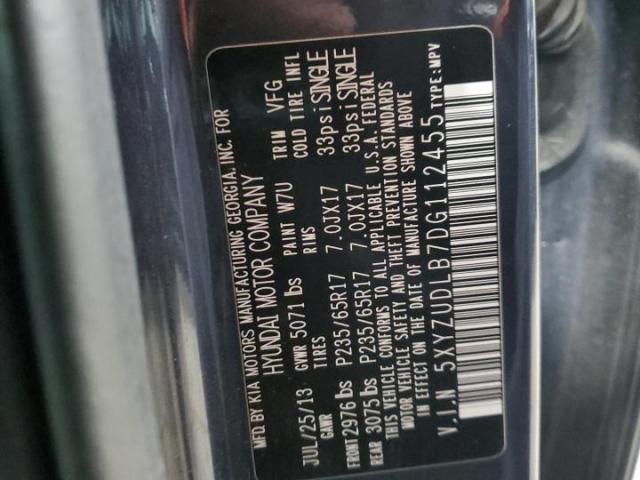 MFD.BY KIA MOTORS MANUFACTURING GEORGIA, INC. FOR
HYUNDAI MOTOR COMPANY
JUL/25/13 GVWR 5071 lbs PAINT W7U TRIM VFG
GAWR TIRES RIMS COLD TIRE INFL
FRONT 2976 lbs P235/65R17 7.0JX17 33psi SINGLE
REAR 3075 lbs P235/65R17 7.0JX17 33psi SINGLE
THIS VEHICLE CONFORMS TO ALL APPLICABLE U.S.A. FEDERAL
MOTOR VEHICLE SAFETY AND THEFT PREVENTION STANDARDS
IN EFFECT ON THE DATE OF MANUFACTURE SHOWN ABOVE
V.I.N 5XYZUDLB7DG112455 TYPE:MPV